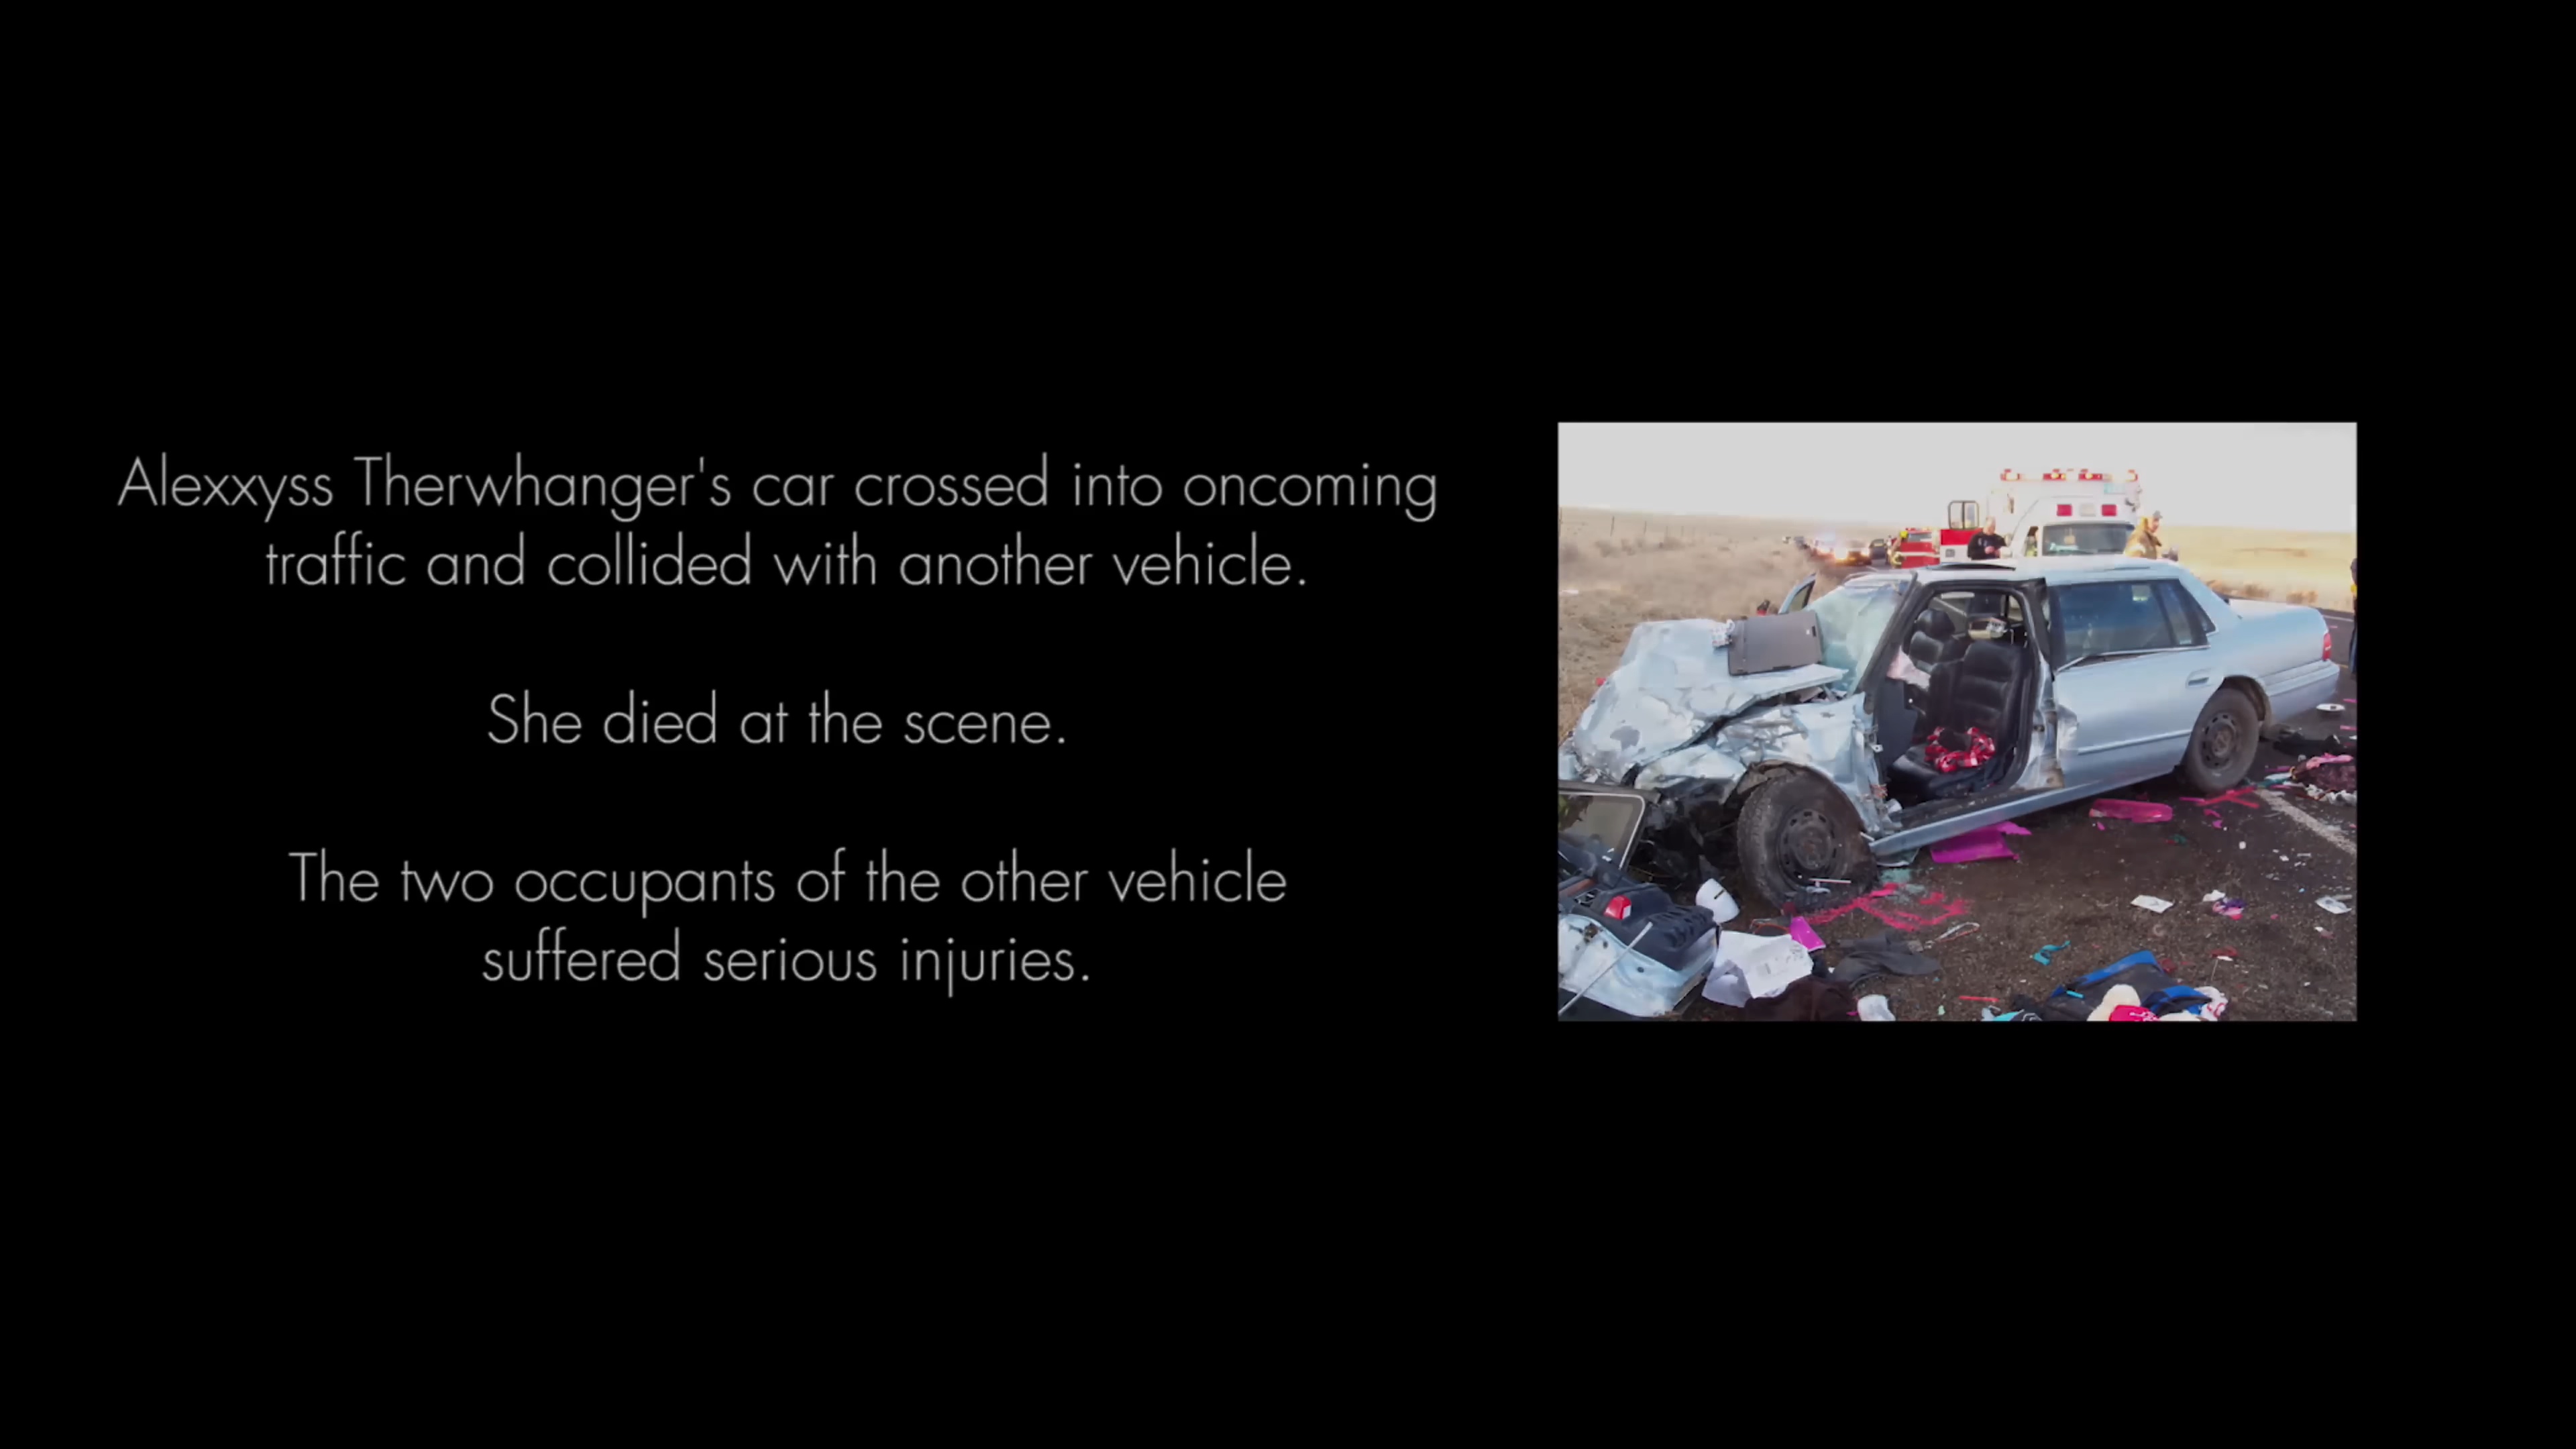 Alexxyss Therwhanger's car crossed into oncoming
traffic and collided with another vehicle.
She died at the scene.
The two occupants of the other vehicle
suffered serious injuries.